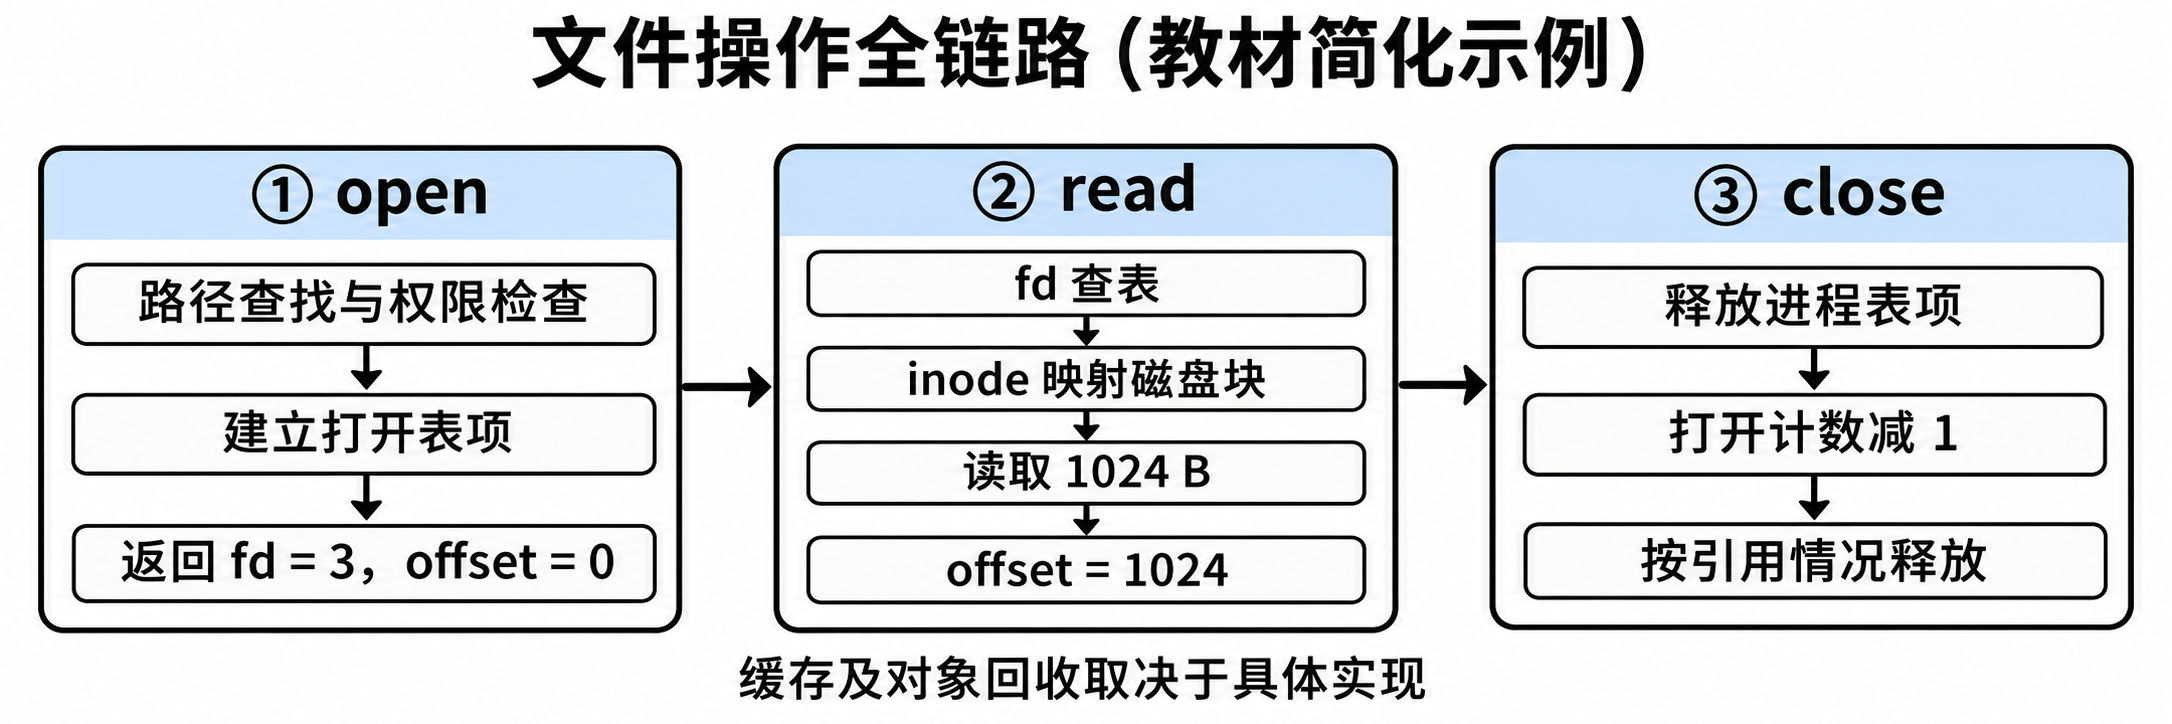 文件操作全链路（教材简化示例）
① open
路径查找与权限检查
建立打开表项
返回 fd = 3，offset = 0
② read
fd 查表
inode 映射磁盘块
读取 1024 B
offset = 1024
③ close
释放进程表项
打开计数减 1
按引用情况释放
缓存及对象回收取决于具体实现